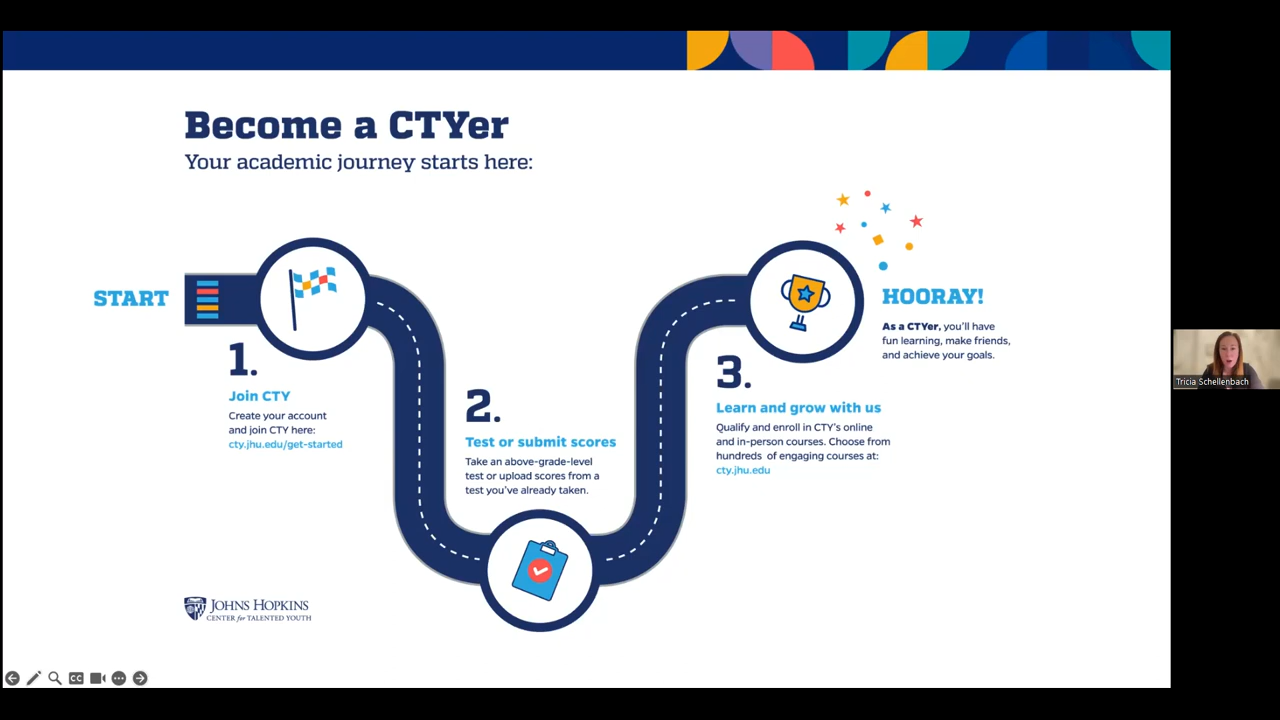 Become a CTYer
Your academic journey starts here:
START
1.
Join CTY
Create your account
and join CTY here:
cty.jhu.edu/get-started
2.
Test or submit scores
Take an above-grade-level
test or upload scores from a
test you've already taken.
3.
Learn and grow with us
Qualify and enroll in CTY's online
and in-person courses. Choose from
hundreds of engaging courses at:
cty.jhu.edu
HOORAY!
As a CTYer, you'll have
fun learning, make friends,
and achieve your goals.
JOHNS HOPKINS
CENTER for TALENTED YOUTH
CC
Tricia Schellenbach